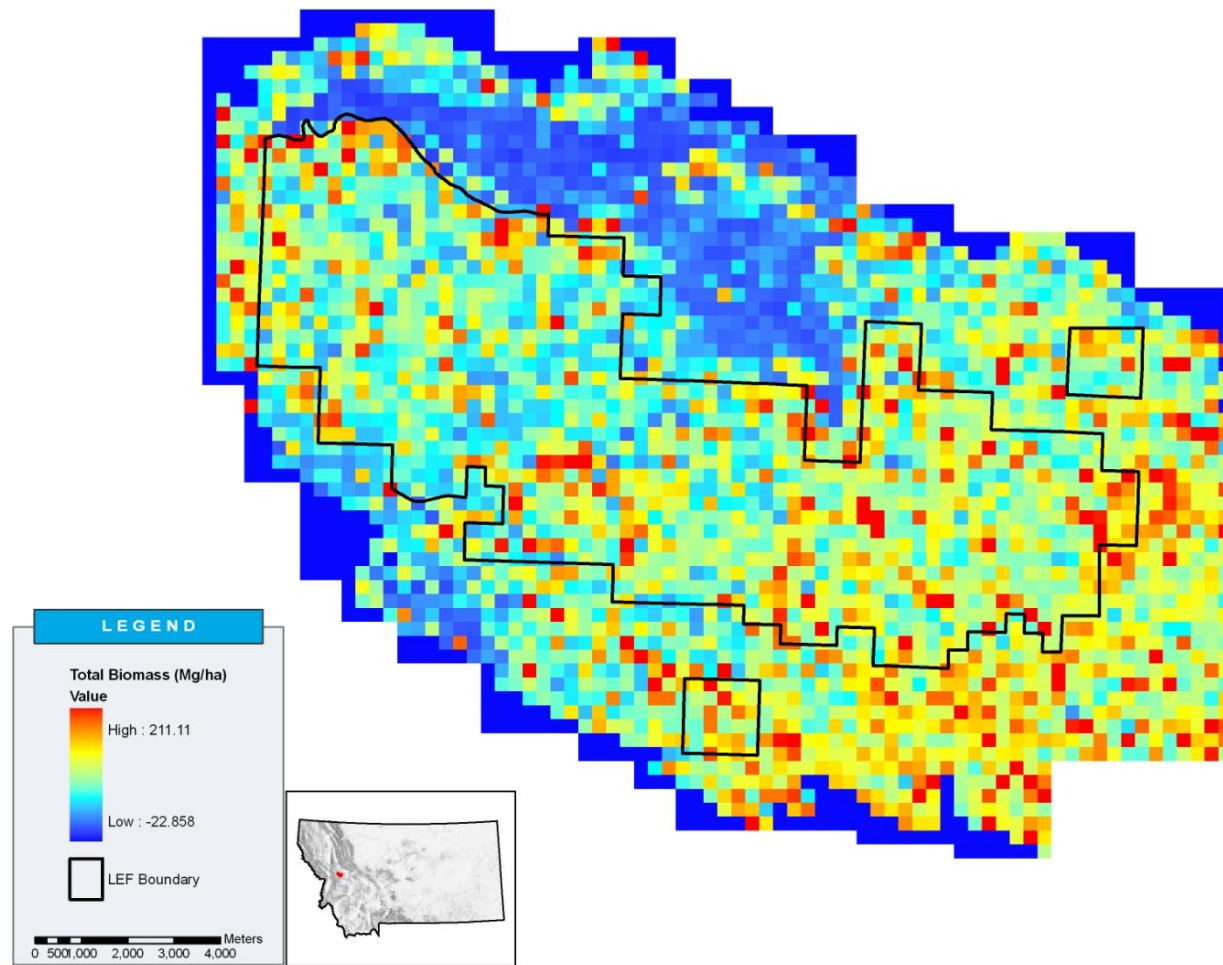 LEGEND
Total Biomass (Mg/ha)
Value
High : 211.11
Low : -22.858
LEF Boundary
Meters
0 500 1,000 2,000 3,000 4,000